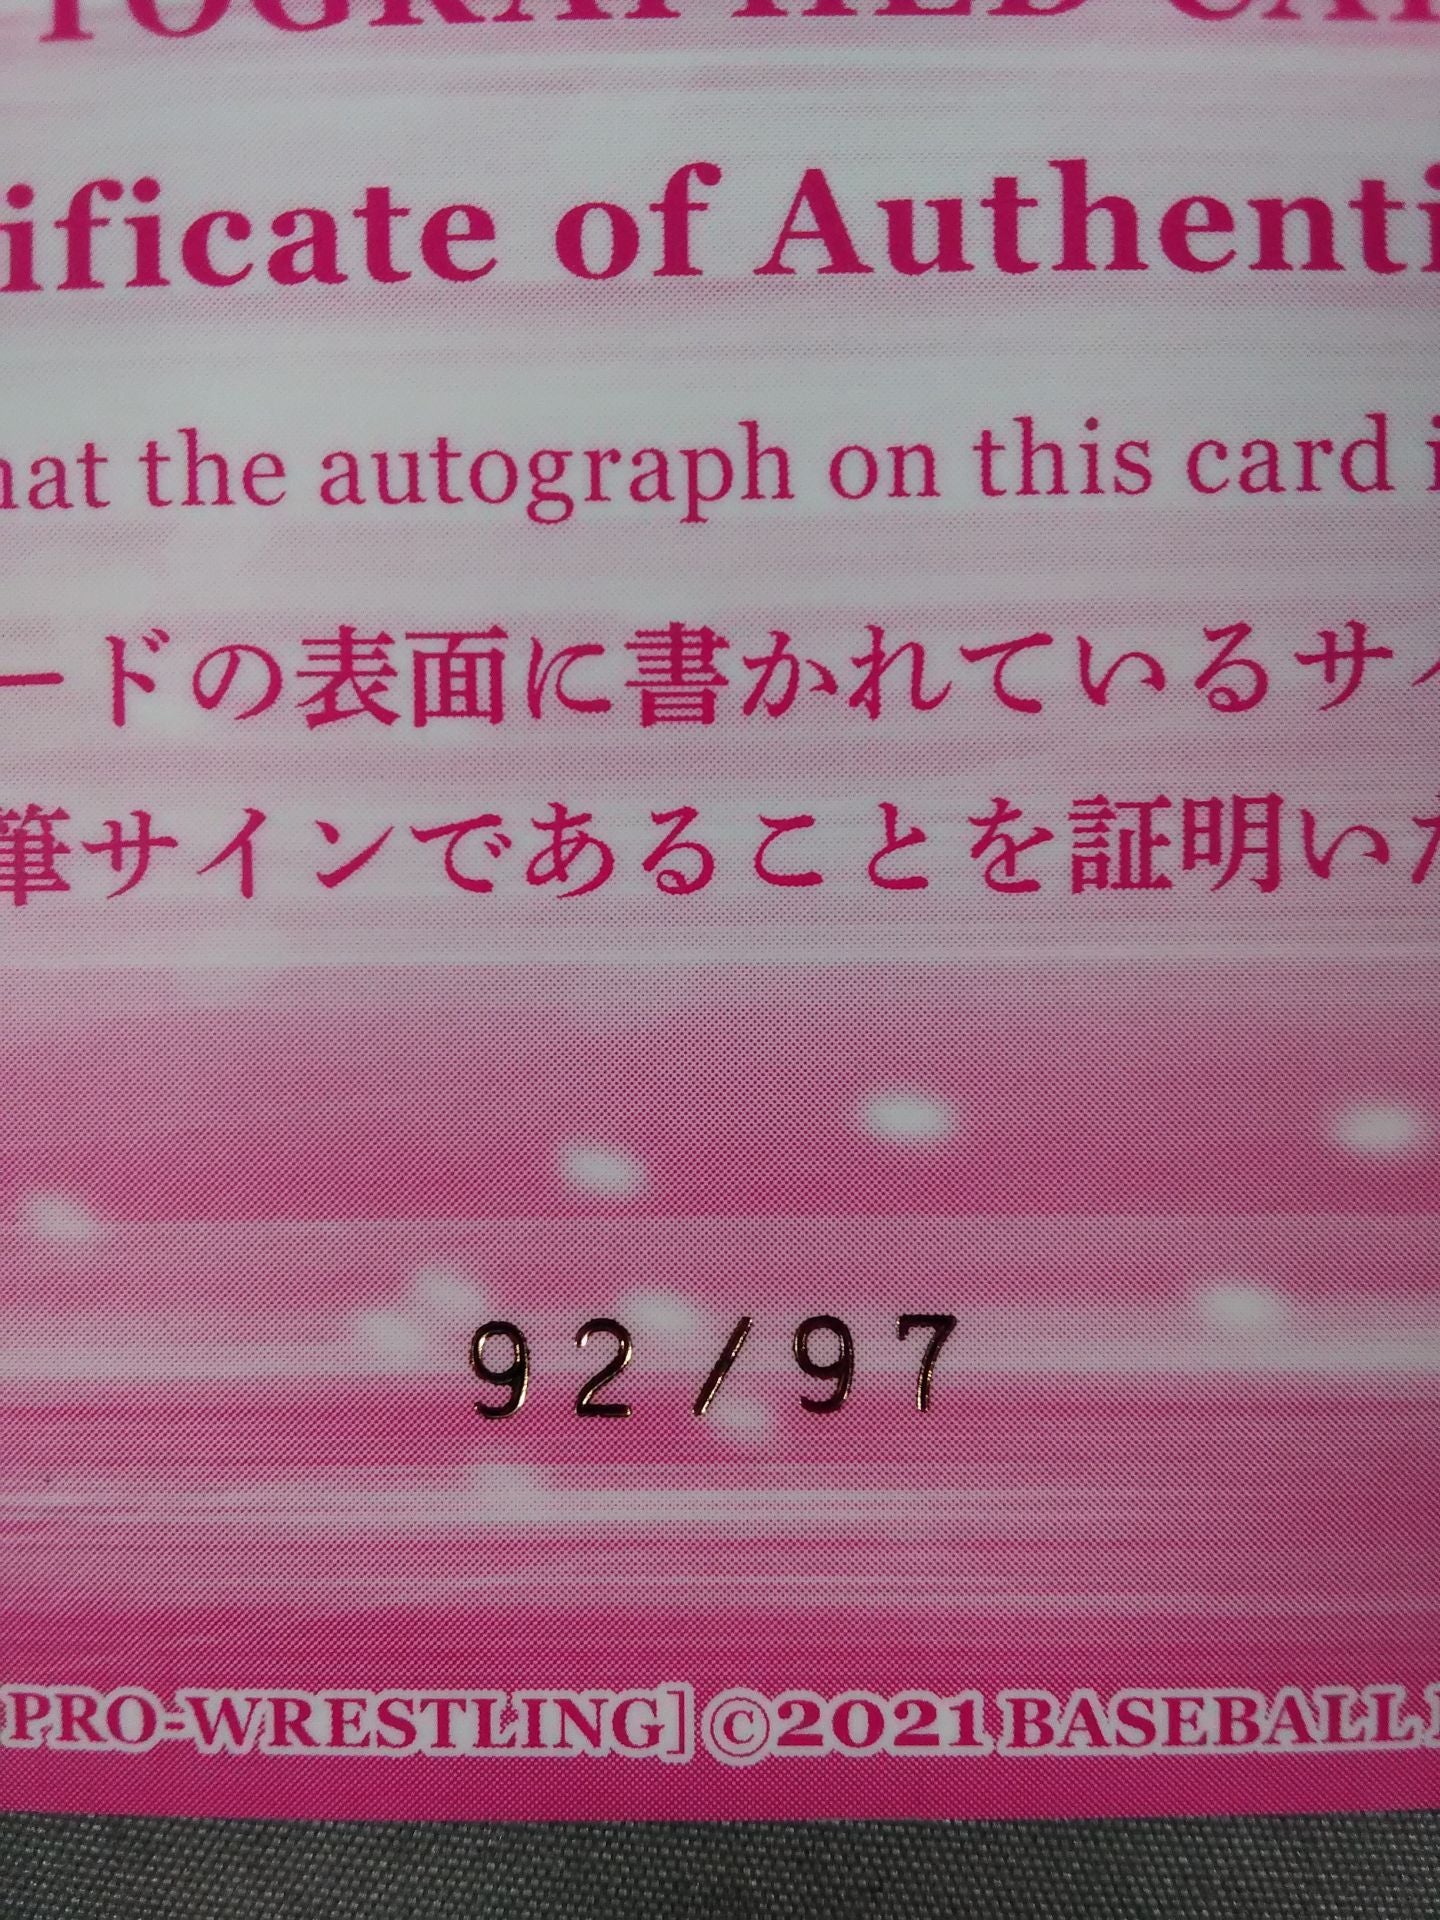 TOGRAPHED CAR
ificate of Authenti
hat the autograph on this card i
ードの表面に書かれているサイ
筆サインであることを証明いた
92/97
PRO-WRESTLING] ©2021 BASEBALL